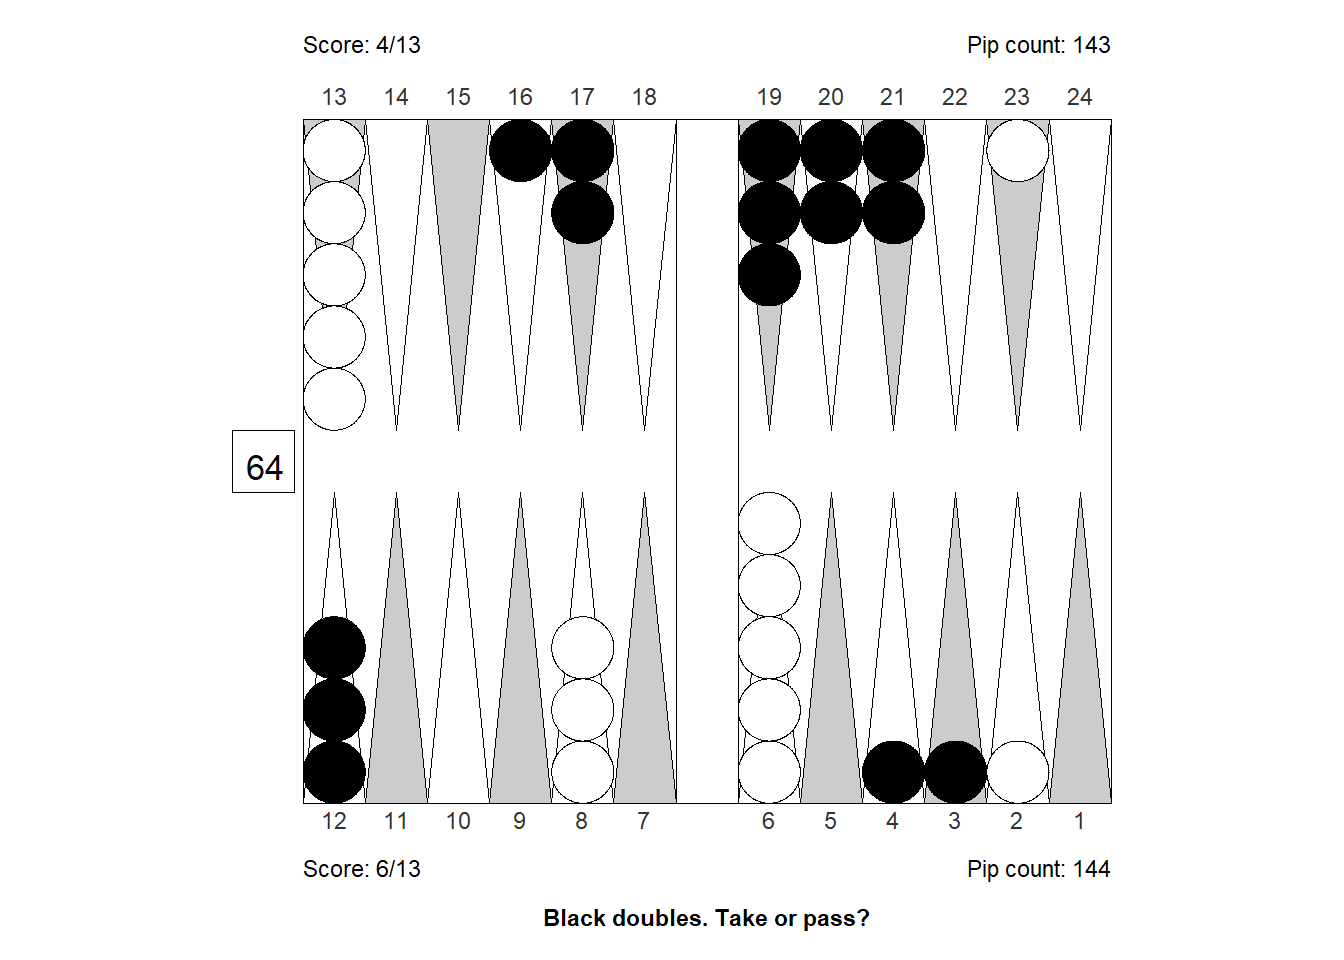 Score: 4/13 Pip count: 143
13 14 15 16 17 18 19 20 21 22 23 24
64
12 11 10 9 8 7 6 5 4 3 2 1
Score: 6/13 Pip count: 144
Black doubles. Take or pass?